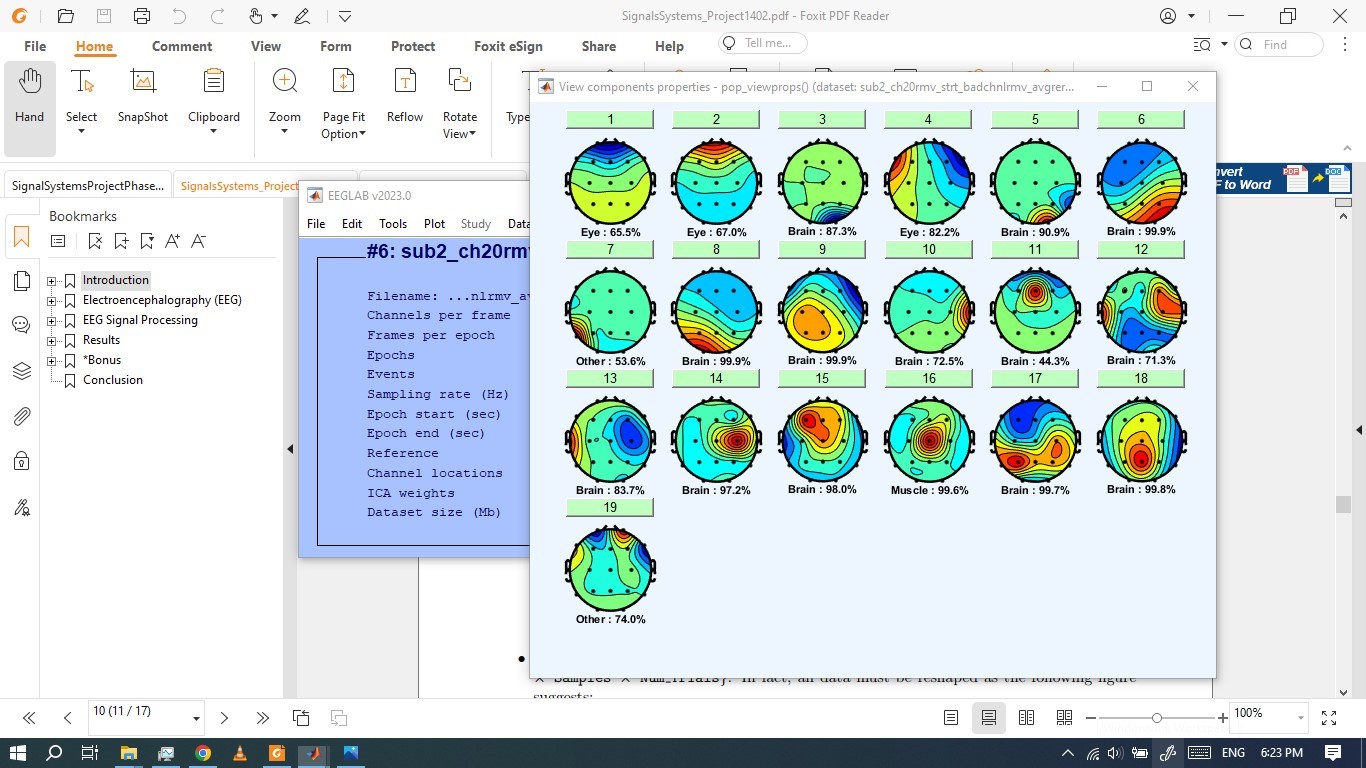 SignalsSystems_Project1402.pdf - Foxit PDF Reader
File Home Comment View Form Protect Foxit eSign Share Help Tell me... Find
Hand Select SnapShot Clipboard Zoom Page Fit Option Reflow Rotate View
SignalSystemsProjectPhase... SignalsSystems_Project
PDF DOC
F to Word
Bookmarks
Introduction
Electroencephalography (EEG)
EEG Signal Processing
Results
*Bonus
Conclusion
EEGLAB v2023.0
File Edit Tools Plot Study
#6: sub2_ch20rmv
Filename: ...nlrmv_av
Channels per frame
Frames per epoch
Epochs
Events
Sampling rate (Hz)
Epoch start (sec)
Epoch end (sec)
Reference
Channel locations
ICA weights
Dataset size (Mb)
View components properties - pop_viewprops() (dataset: sub2_ch20rmv_strt_badchnlrmv_avgrer...
1 2 3 4 5 6
Eye : 65.5% Eye : 67.0% Brain : 87.3% Eye : 82.2% Brain : 90.9% Brain : 99.9%
7 8 9 10 11 12
Other : 53.6% Brain : 99.9% Brain : 99.9% Brain : 72.5% Brain : 44.3% Brain : 71.3%
13 14 15 16 17 18
Brain : 83.7% Brain : 97.2% Brain : 98.0% Muscle : 99.6% Brain : 99.7% Brain : 99.8%
19
Other : 74.0%
In fact, all data must be reshaped as the following figure
suggests:
10 (11 / 17) 100%
ENG 6:23 PM